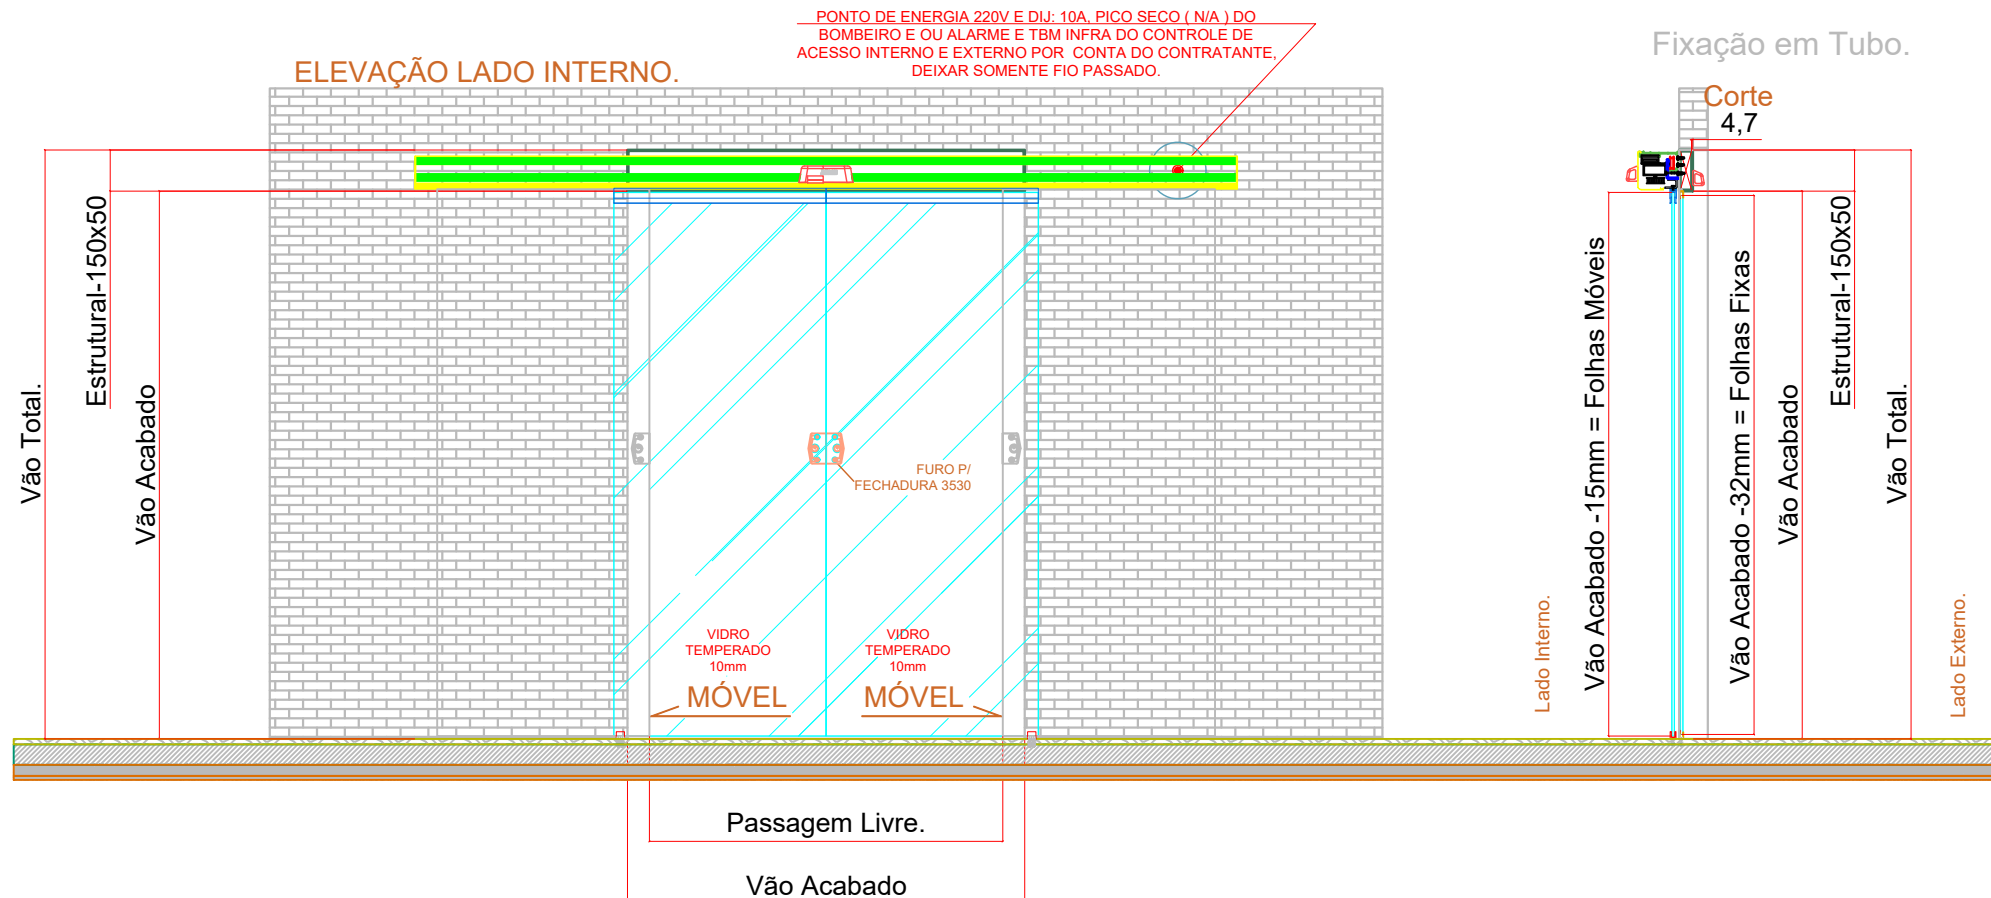 PONTO DE ENERGIA 220V E DIJ: 10A, PICO SECO ( N/A ) DO
BOMBEIRO E OU ALARME E TBM INFRA DO CONTROLE DE
ACESSO INTERNO E EXTERNO POR CONTA DO CONTRATANTE,
DEIXAR SOMENTE FIO PASSADO.
Fixação em Tubo.
ELEVAÇÃO LADO INTERNO.
Corte
4,7
Vão Total.
Estrutural-150x50
Vão Acabado
FURO P/
FECHADURA 3530
VIDRO
TEMPERADO
10mm
MÓVEL
VIDRO
TEMPERADO
10mm
MÓVEL
Passagem Livre.
Vão Acabado
Lado Interno.
Vão Acabado -15mm = Folhas Móveis
Vão Acabado -32mm = Folhas Fixas
Vão Acabado
Estrutural-150x50
Vão Total.
Lado Externo.